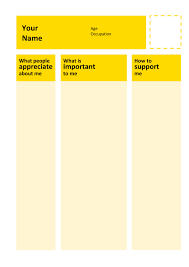 Your
Name
Age
Occupation
What people
appreciate
about me
What is
important
to me
How to
support
me